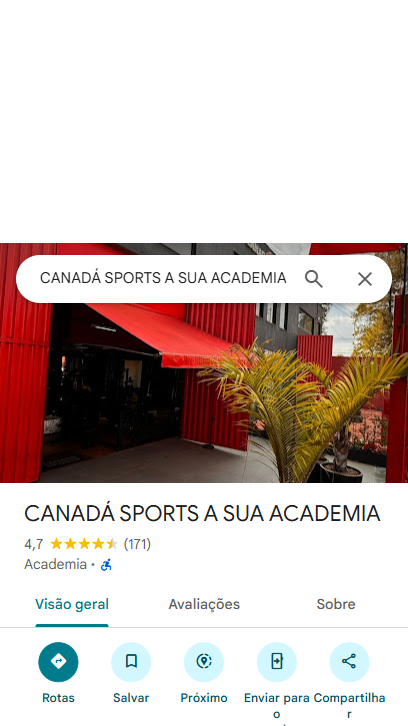 CANADÁ SPORTS A SUA ACADEMIA
CANADÁ SPORTS A SUA ACADEMIA
4,7 (171)
Academia ·
Visão geral Avaliações Sobre
Rotas Salvar Próximo Enviar para o Compartilhar